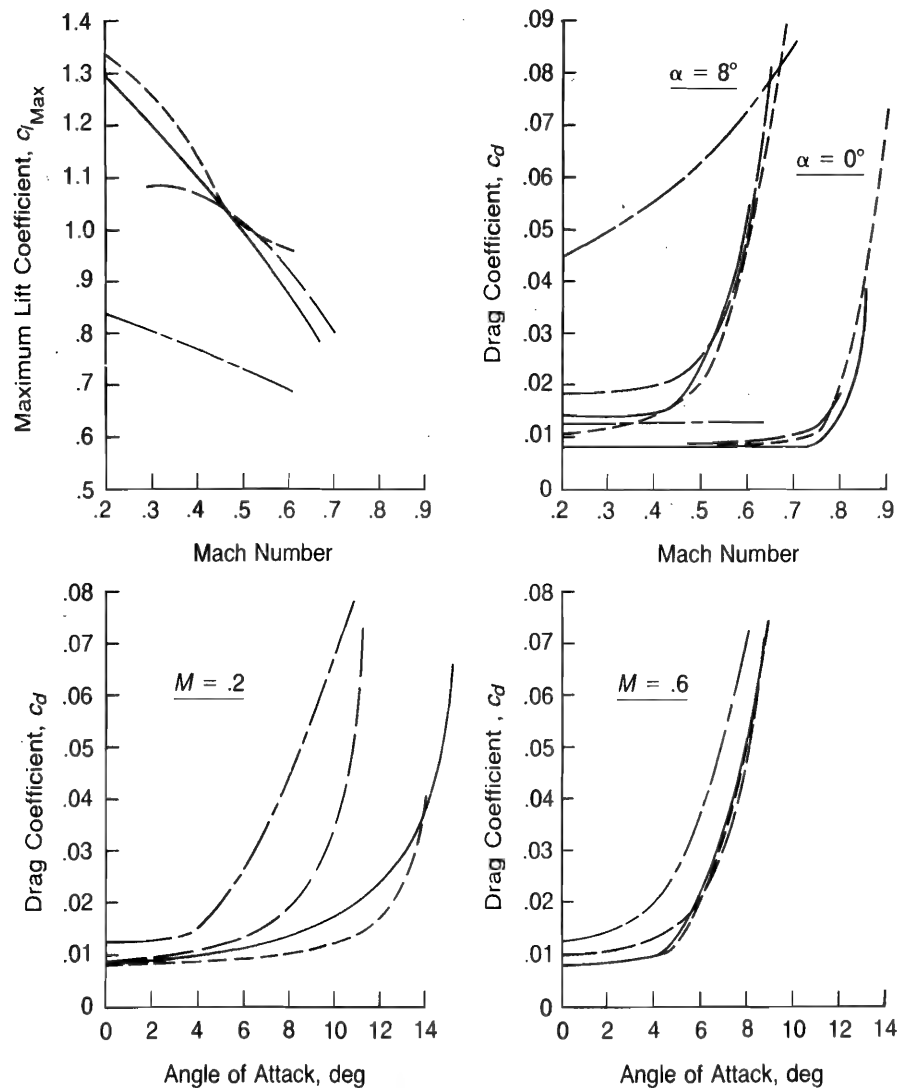 Maximum Lift Coefficient, cl Max
1.4
1.3
1.2
1.1
1.0
.9
.8
.7
.6
.5
.2 .3 .4 .5 .6 .7 .8 .9
Mach Number
Drag Coefficient, cd
.09
.08
.07
.06
.05
.04
.03
.02
.01
0
α = 8°
α = 0°
.2 .3 .4 .5 .6 .7 .8 .9
Mach Number
Drag Coefficient, cd
.08
.07
.06
.05
.04
.03
.02
.01
0
M = .2
0 2 4 6 8 10 12 14
Angle of Attack, deg
Drag Coefficient, cd
.08
.07
.06
.05
.04
.03
.02
.01
0
M = .6
0 2 4 6 8 10 12 14
Angle of Attack, deg